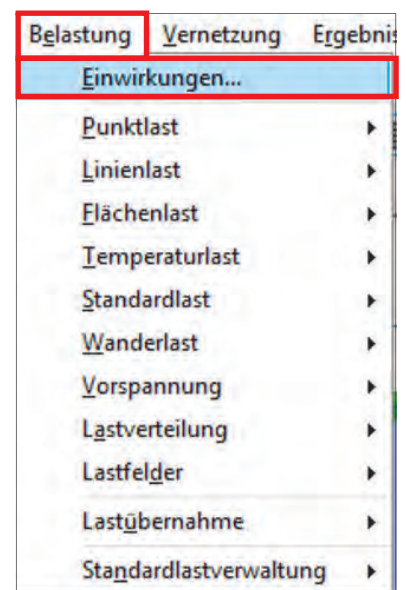 Belastung Vernetzung Ergebnis
Einwirkungen...
Punktlast
Linienlast
Flächenlast
Temperaturlast
Standardlast
Wanderlast
Vorspannung
Lastverteilung
Lastfelder
Lastübernahme
Standardlastverwaltung